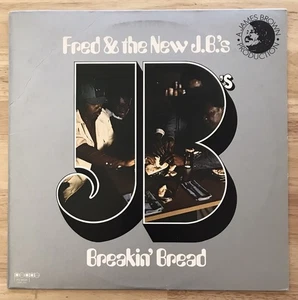 Fred & the New J.B.'s
A JAMES BROWN
PRODUCTION
JB's
Breakin' Bread